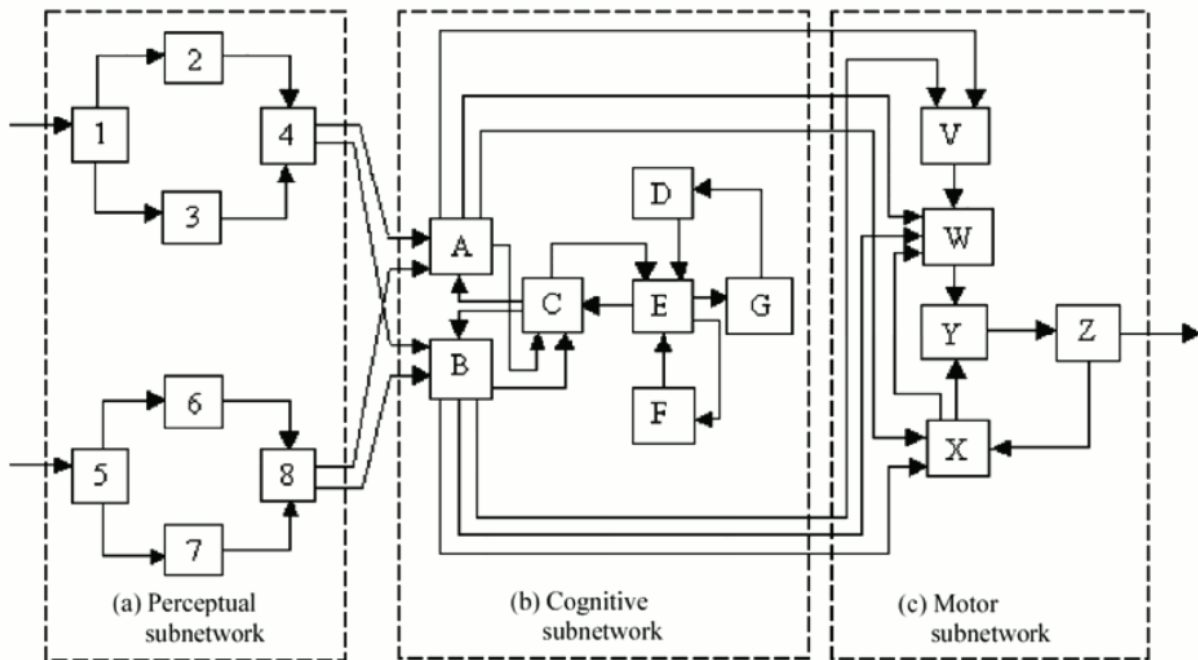 2
1
4
3
6
5
8
7
(a) Perceptual
subnetwork
A
B
C
D
E
G
F
(b) Cognitive
subnetwork
V
W
Y
Z
X
(c) Motor
subnetwork